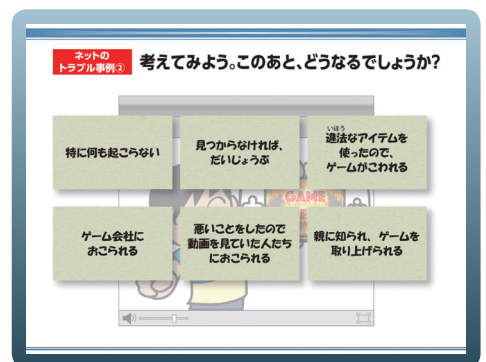 ネットの
トラブル事例②
考えてみよう。このあと、どうなるでしょうか?
特に何も起こらない
見つからなければ、
だいじょうぶ
いほう
違法なアイテムを
使ったので、
ゲームがこわれる
GAME
ゲーム会社に
おこられる
悪いことをしたので
動画を見ていた人たち
におこられる
親に知られ、ゲームを
取り上げられる